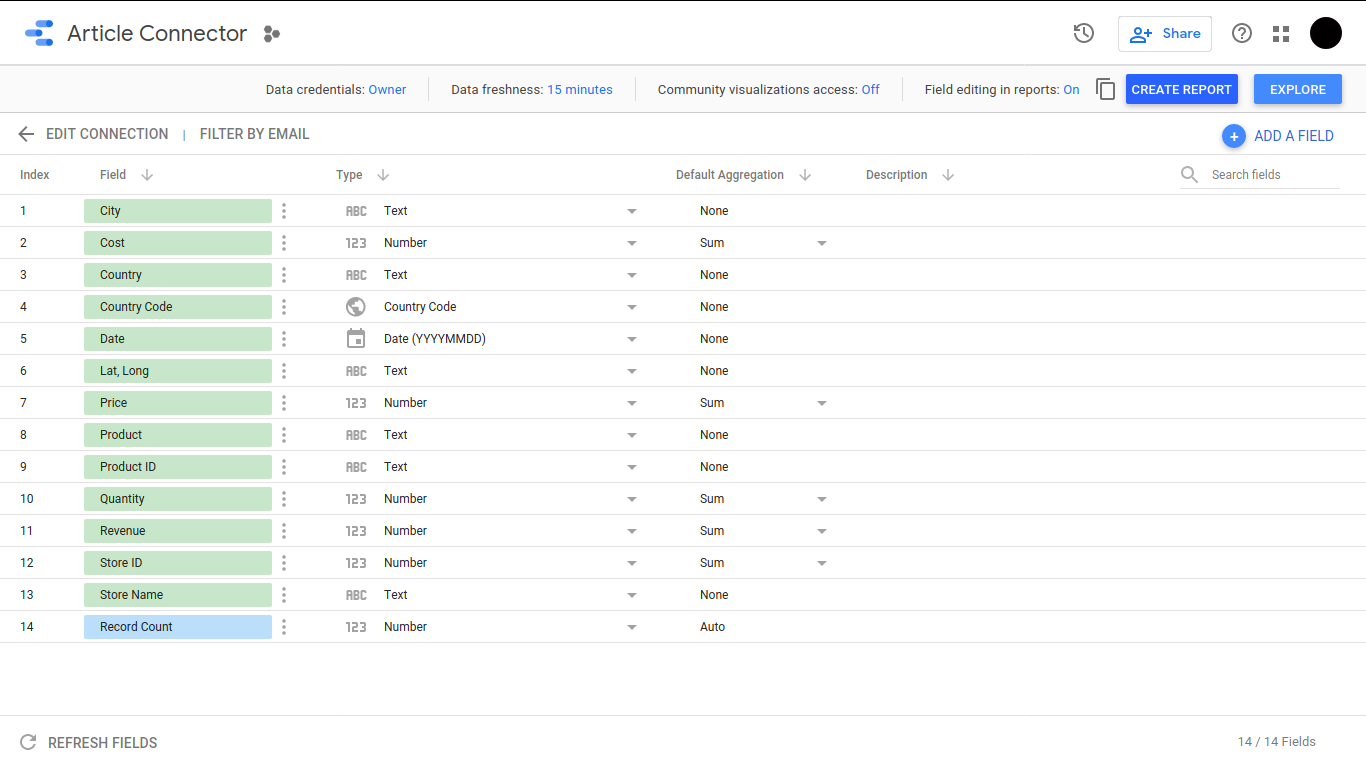 Article Connector Share
Data credentials: Owner Data freshness: 15 minutes Community visualizations access: Off Field editing in reports: On CREATE REPORT EXPLORE
EDIT CONNECTION | FILTER BY EMAIL + ADD A FIELD
Index Field Type Default Aggregation Description Search fields
1 City ABC Text None
2 Cost 123 Number Sum
3 Country ABC Text None
4 Country Code Country Code None
5 Date Date (YYYYMMDD) None
6 Lat, Long ABC Text None
7 Price 123 Number Sum
8 Product ABC Text None
9 Product ID ABC Text None
10 Quantity 123 Number Sum
11 Revenue 123 Number Sum
12 Store ID 123 Number Sum
13 Store Name ABC Text None
14 Record Count 123 Number Auto
REFRESH FIELDS 14 / 14 Fields